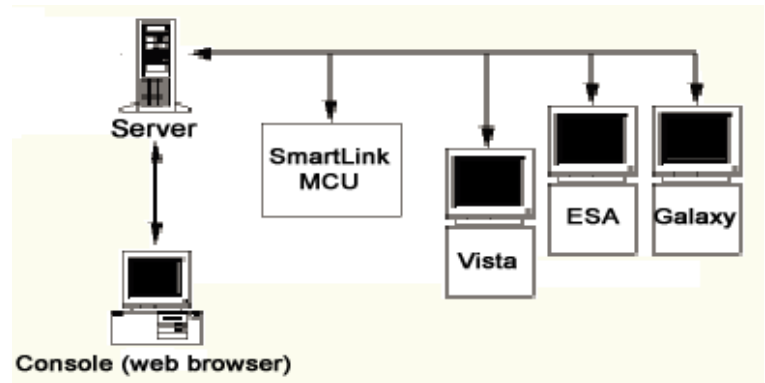 Server
SmartLink
MCU
ESA
Galaxy
Vista
Console (web browser)